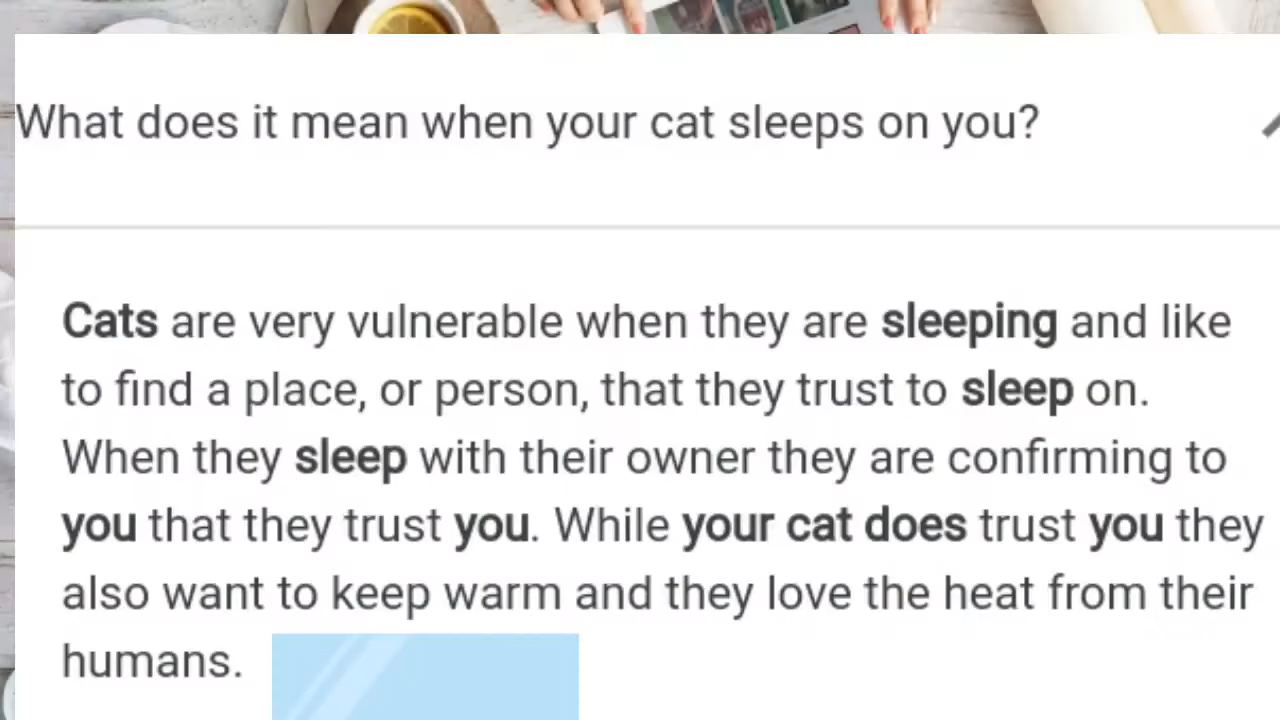 What does it mean when your cat sleeps on you?
Cats are very vulnerable when they are sleeping and like
to find a place, or person, that they trust to sleep on.
When they sleep with their owner they are confirming to
you that they trust you. While your cat does trust you they
also want to keep warm and they love the heat from their
humans.